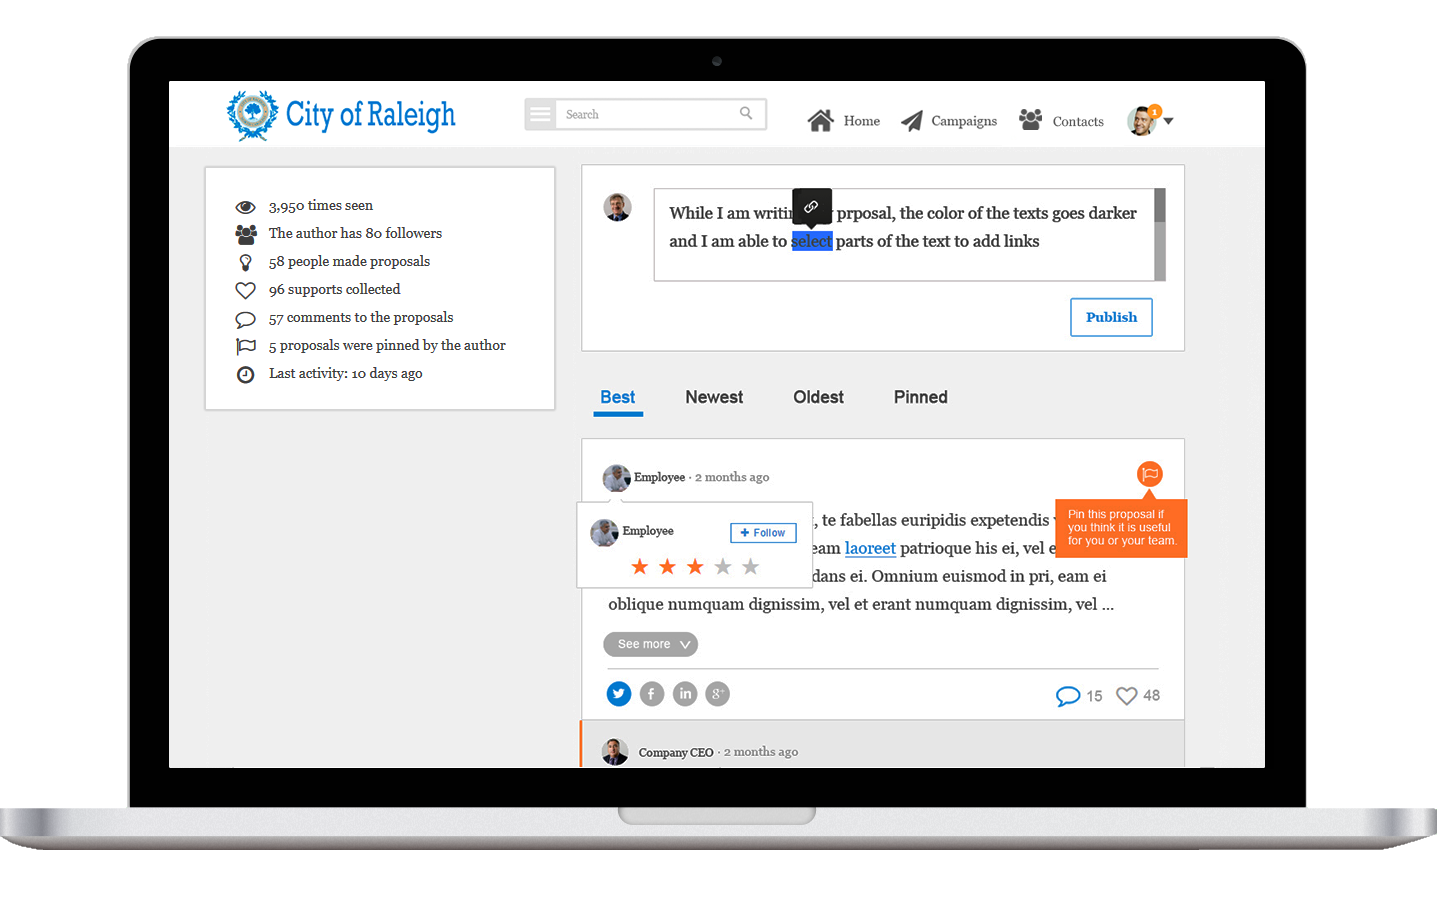 City of Raleigh
Search
Home
Campaigns
Contacts
1
3,950 times seen
The author has 80 followers
58 people made proposals
96 supports collected
57 comments to the proposals
5 proposals were pinned by the author
Last activity: 10 days ago
While I am writin prposal, the color of the texts goes darker
and I am able to select parts of the text to add links
Publish
Best
Newest
Oldest
Pinned
Employee · 2 months ago
Employee
+ Follow
Pin this proposal if
you think it is useful
for you or your team.
, te fabellas euripidis expetendis
eam laoreet patrioque his ei, vel
dans ei. Omnium euismod in pri, eam ei
oblique numquam dignissim, vel et erant numquam dignissim, vel ...
See more
f
in
g+
15
48
Company CEO · 2 months ago